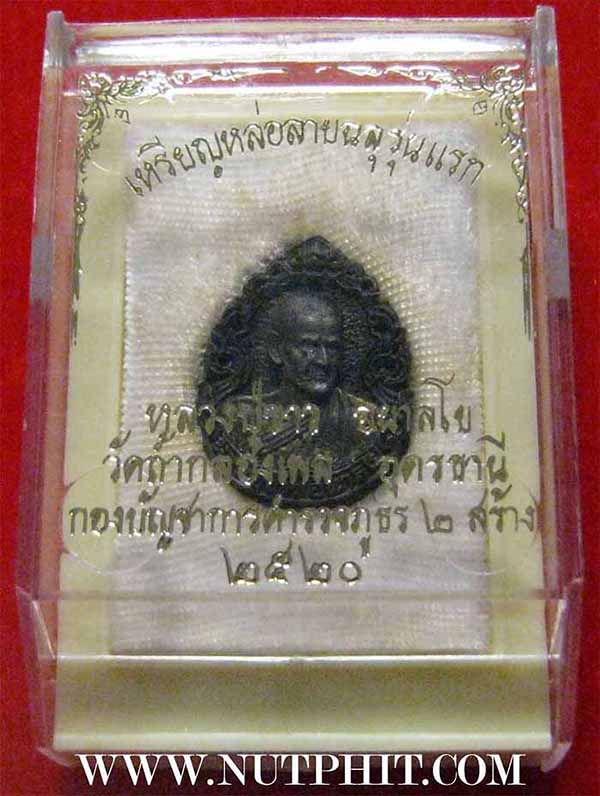 เหรียญหล่อลายฉลุรุ่นแรก
หลวงปู่ขาว อนาลโย
วัดถ้ำกลองเพล อุดรธานี
กองบัญชาการตำรวจภูธร ๒ สร้าง
๒๕๒๐
WWW.NUTPHIT.COM